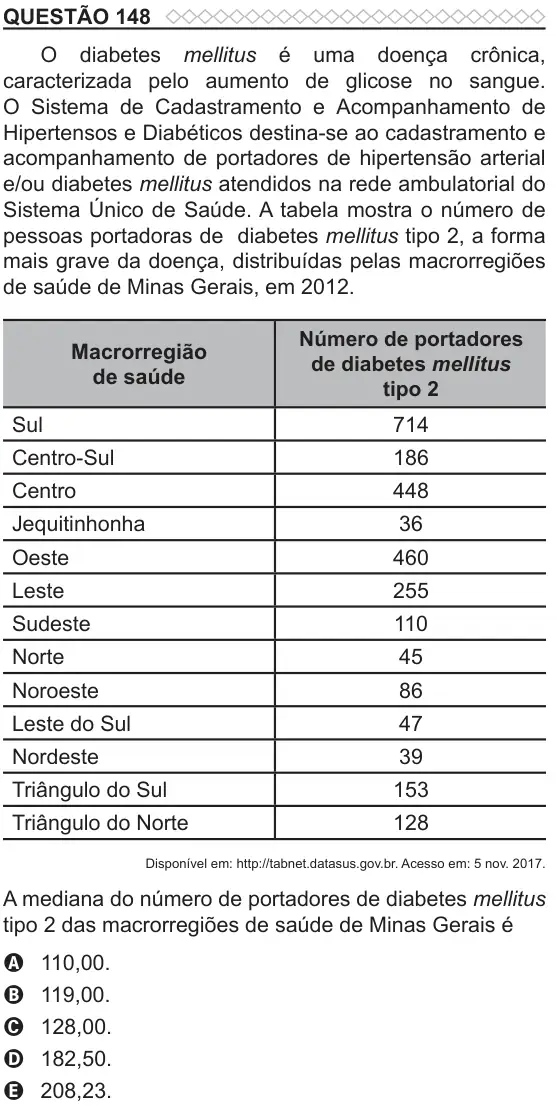 QUESTÃO 148
O diabetes mellitus é uma doença crônica,
caracterizada pelo aumento de glicose no sangue.
O Sistema de Cadastramento e Acompanhamento de
Hipertensos e Diabéticos destina-se ao cadastramento e
acompanhamento de portadores de hipertensão arterial
e/ou diabetes mellitus atendidos na rede ambulatorial do
Sistema Único de Saúde. A tabela mostra o número de
pessoas portadoras de diabetes mellitus tipo 2, a forma
mais grave da doença, distribuídas pelas macrorregiões
de saúde de Minas Gerais, em 2012.
Macrorregião
de saúde
Número de portadores
de diabetes mellitus
tipo 2
Sul 714
Centro-Sul 186
Centro 448
Jequitinhonha 36
Oeste 460
Leste 255
Sudeste 110
Norte 45
Noroeste 86
Leste do Sul 47
Nordeste 39
Triângulo do Sul 153
Triângulo do Norte 128
Disponível em: http://tabnet.datasus.gov.br. Acesso em: 5 nov. 2017.
A mediana do número de portadores de diabetes mellitus
tipo 2 das macrorregiões de saúde de Minas Gerais é
A 110,00.
B 119,00.
C 128,00.
D 182,50.
E 208,23.